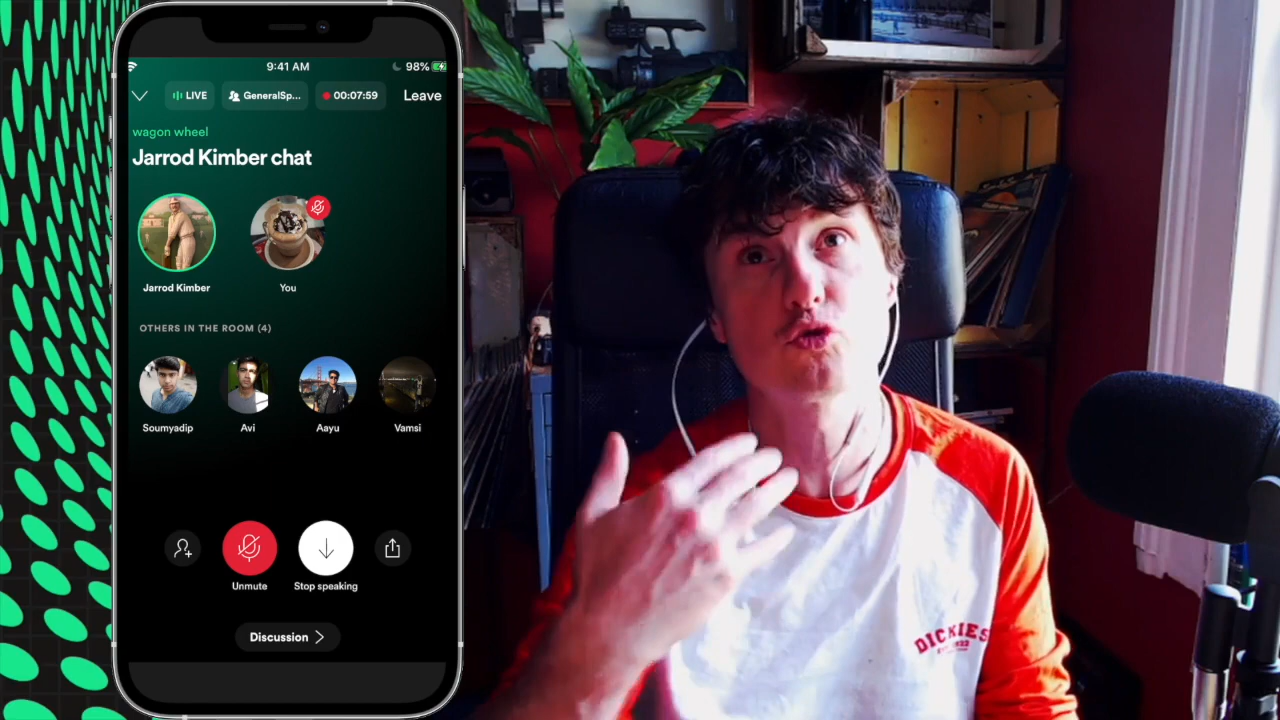 9:41 AM
98%
LIVE
GeneralSp...
00:07:59
Leave
wagon wheel
Jarrod Kimber chat
Jarrod Kimber
You
OTHERS IN THE ROOM (4)
Soumyadip
Avi
Aayu
Vamsi
Unmute
Stop speaking
Discussion
DICKIES